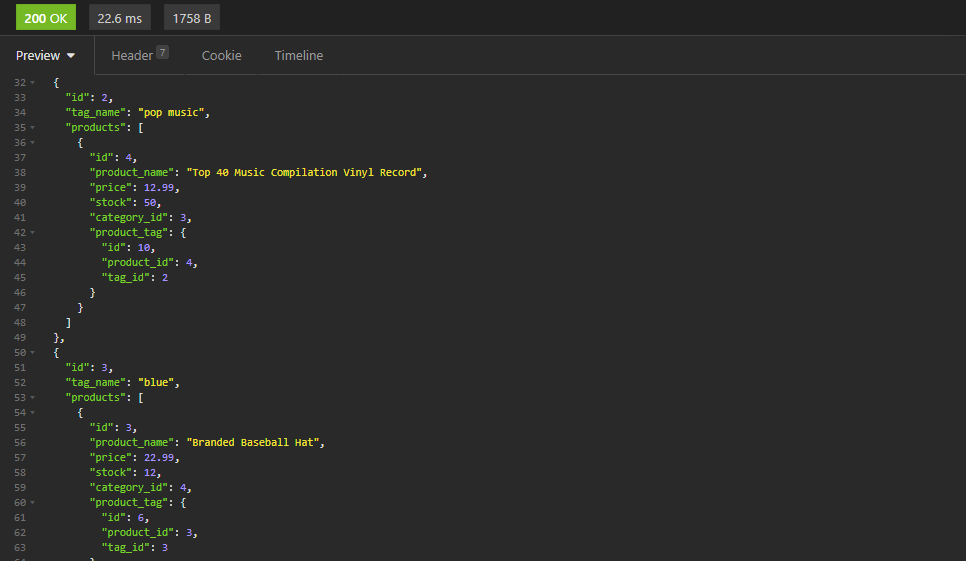 200 OK 22.6 ms 1758 B
Preview Header 7 Cookie Timeline
32 {
33 "id": 2,
34 "tag_name": "pop music",
35 "products": [
36 {
37 "id": 4,
38 "product_name": "Top 40 Music Compilation Vinyl Record",
39 "price": 12.99,
40 "stock": 50,
41 "category_id": 3,
42 "product_tag": {
43 "id": 10,
44 "product_id": 4,
45 "tag_id": 2
46 }
47 }
48 ]
49 },
50 {
51 "id": 3,
52 "tag_name": "blue",
53 "products": [
54 {
55 "id": 3,
56 "product_name": "Branded Baseball Hat",
57 "price": 22.99,
58 "stock": 12,
59 "category_id": 4,
60 "product_tag": {
61 "id": 6,
62 "product_id": 3,
63 "tag_id": 3